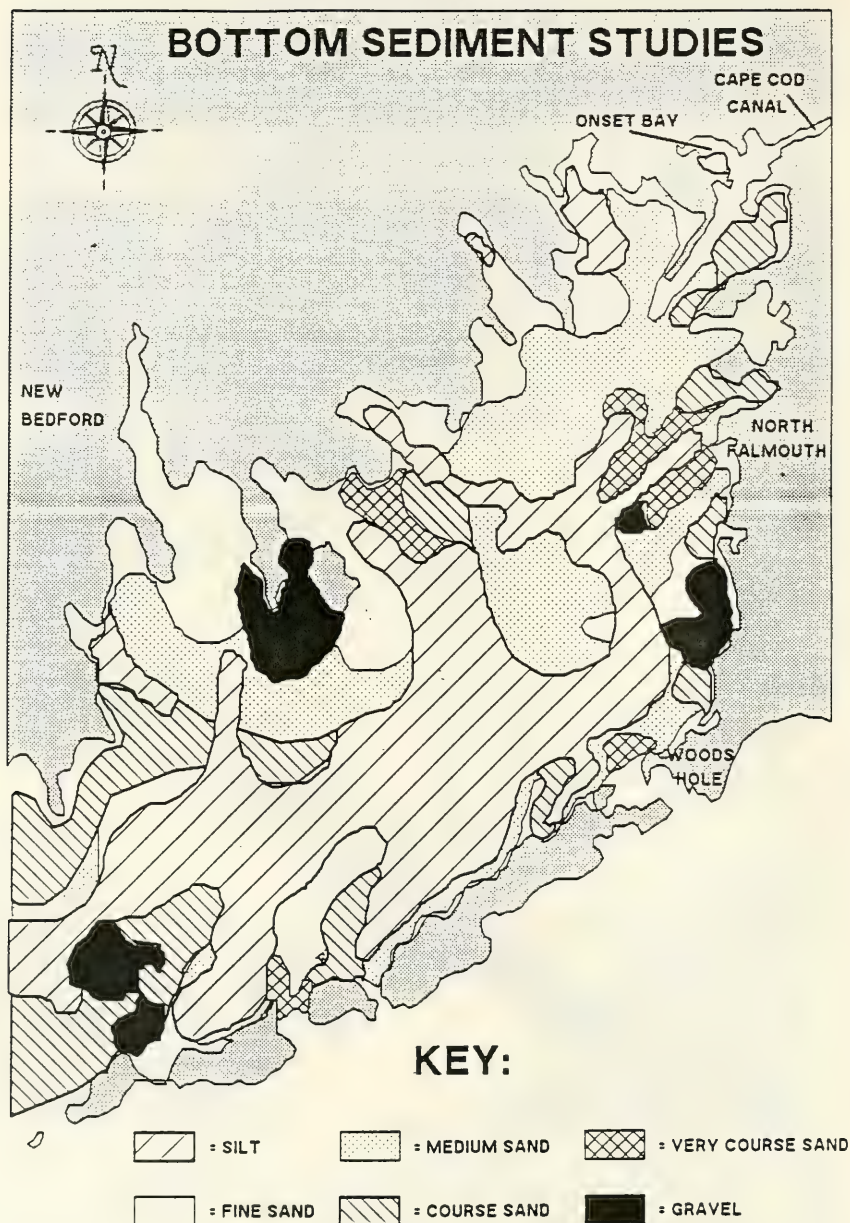 BOTTOM SEDIMENT STUDIES
N
CAPE COD
CANAL
ONSET BAY
NEW
BEDFORD
NORTH
FALMOUTH
WOODS
HOLE
KEY:
= SILT
= MEDIUM SAND
= VERY COURSE SAND
= FINE SAND
= COURSE SAND
= GRAVEL